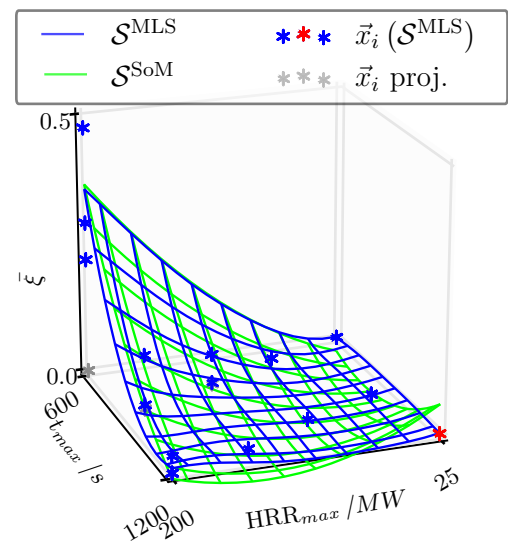 𝒮^MLS
x⃗_i (𝒮^MLS)
𝒮^SoM
x⃗_i proj.
0.5
ξ̄
0.0
600
t_max /s
1200
200
HRR_max /MW
25